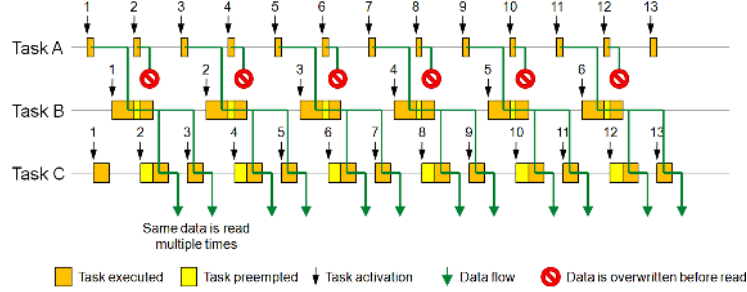 1 2 3 4 5 6 7 8 9 10 11 12 13
Task A
1 2 3 4 5 6
Task B
1 2 3 4 5 6 7 8 9 10 11 12 13
Task C
Same data is read
multiple times
Task executed Task preempted Task activation Data flow Data is overwritten before read